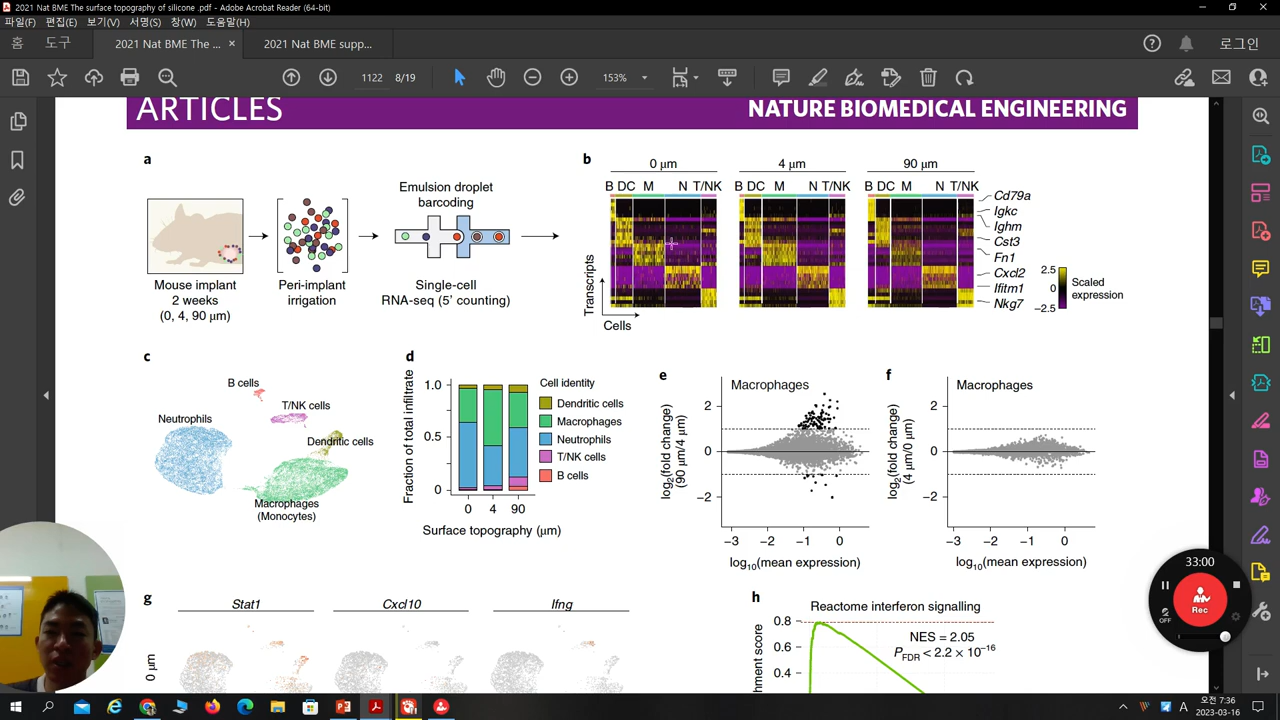 2021 Nat BME The surface topography of silicone .pdf - Adobe Acrobat Reader (64-bit)
파일(F) 편집(E) 보기(V) 서명(S) 창(W) 도움말(H)
홈 도구 2021 Nat BME The ... × 2021 Nat BME supp... 로그인
1122 8/19 153%
ARTICLES NATURE BIOMEDICAL ENGINEERING
a
Emulsion droplet
barcoding
Mouse implant
2 weeks
(0, 4, 90 μm)
Peri-implant
irrigation
Single-cell
RNA-seq (5' counting)
b
0 μm 4 μm 90 μm
B DC M N T/NK B DC M N T/NK B DC M N T/NK
Cd79a
Igkc
Ighm
Cst3
Fn1
Cxcl2
Ifitm1
Nkg7
2.5
0
−2.5
Scaled
expression
Transcripts
Cells
c
B cells
T/NK cells
Neutrophils
Dendritic cells
Macrophages
(Monocytes)
d
1.0
0.5
0
Fraction of total infiltrate
0 4 90
Surface topography (μm)
Cell identity
Dendritic cells
Macrophages
Neutrophils
T/NK cells
B cells
e
Macrophages
log2(fold change)
(90 μm/4 μm)
2
0
−2
−3 −2 −1 0
log10(mean expression)
f
Macrophages
log2(fold change)
(4 μm/0 μm)
2
0
−2
−3 −2 −1 0
log10(mean expression)
g
Stat1 Cxcl10 Ifng
0 μm
h
Reactome interferon signalling
0.8
0.6
0.4
hment score
NES = 2.05
PFDR < 2.2 × 10−16
33:00
Rec
OFF
A 오전 7:36
2023-03-16